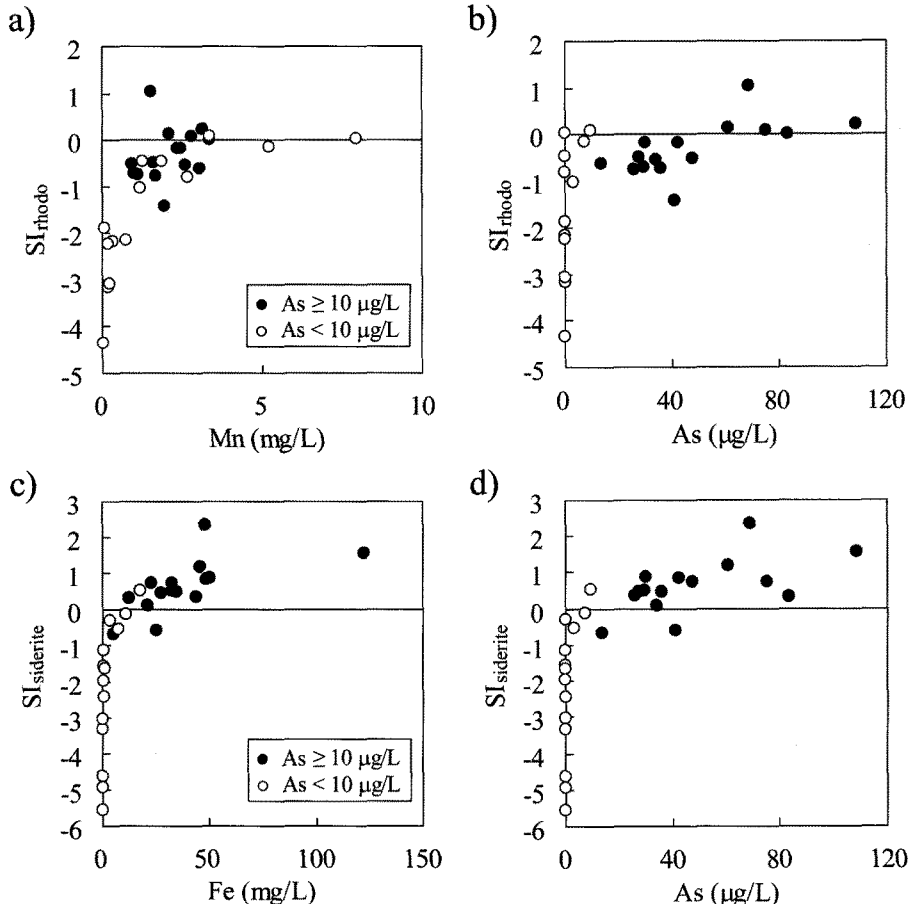 a)
2
1
0
-1
-2
-3
-4
-5
SIrhodo
As ≥ 10 µg/L
As < 10 µg/L
0 5 10
Mn (mg/L)
b)
2
1
0
-1
-2
-3
-4
-5
SIrhodo
0 40 80 120
As (µg/L)
c)
3
2
1
0
-1
-2
-3
-4
-5
-6
SIsiderite
As ≥ 10 µg/L
As < 10 µg/L
0 50 100 150
Fe (mg/L)
d)
3
2
1
0
-1
-2
-3
-4
-5
-6
SIsiderite
0 40 80 120
As (µg/L)